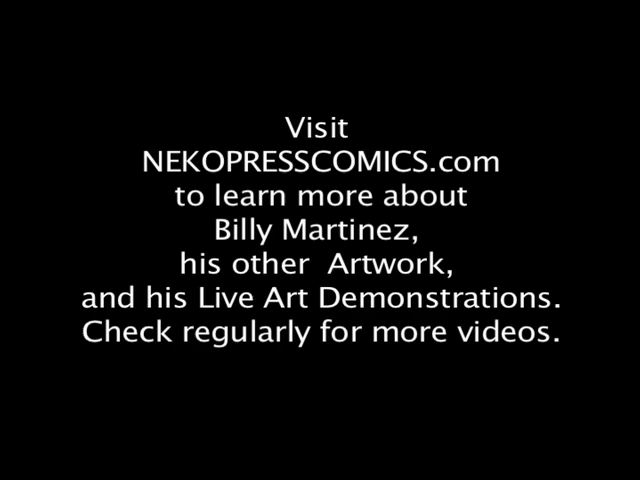 Visit
NEKOPRESSCOMICS.com
to learn more about
Billy Martinez,
his other  Artwork,
and his Live Art Demonstrations.
Check regularly for more videos.